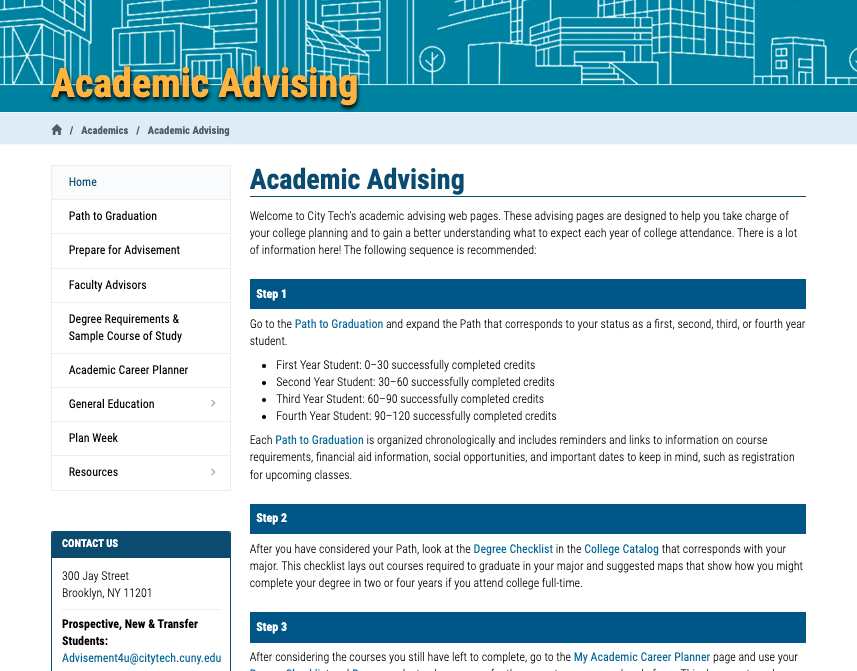 Academic Advising
/ Academics / Academic Advising
Home
Path to Graduation
Prepare for Advisement
Faculty Advisors
Degree Requirements &
Sample Course of Study
Academic Career Planner
General Education
Plan Week
Resources
CONTACT US
300 Jay Street
Brooklyn, NY 11201
Prospective, New & Transfer
Students:
Advisement4u@citytech.cuny.edu
Academic Advising
Welcome to City Tech's academic advising web pages. These advising pages are designed to help you take charge of
your college planning and to gain a better understanding what to expect each year of college attendance. There is a lot
of information here! The following sequence is recommended:
Step 1
Go to the Path to Graduation and expand the Path that corresponds to your status as a first, second, third, or fourth year
student.
• First Year Student: 0–30 successfully completed credits
• Second Year Student: 30–60 successfully completed credits
• Third Year Student: 60–90 successfully completed credits
• Fourth Year Student: 90–120 successfully completed credits
Each Path to Graduation is organized chronologically and includes reminders and links to information on course
requirements, financial aid information, social opportunities, and important dates to keep in mind, such as registration
for upcoming classes.
Step 2
After you have considered your Path, look at the Degree Checklist in the College Catalog that corresponds with your
major. This checklist lays out courses required to graduate in your major and suggested maps that show how you might
complete your degree in two or four years if you attend college full-time.
Step 3
After considering the courses you still have left to complete, go to the My Academic Career Planner page and use your